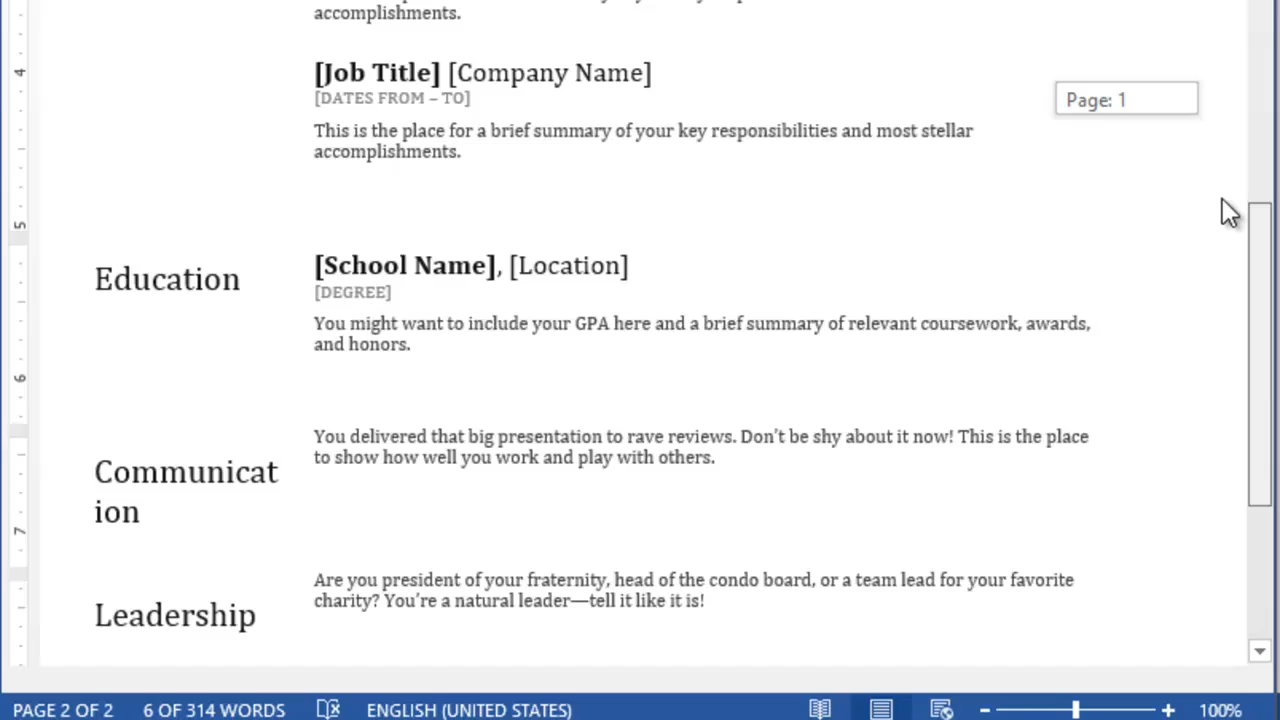 accomplishments.
4
[Job Title] [Company Name]
[DATES FROM – TO]
Page: 1
This is the place for a brief summary of your key responsibilities and most stellar
accomplishments.
5
Education
[School Name], [Location]
[DEGREE]
You might want to include your GPA here and a brief summary of relevant coursework, awards,
and honors.
6
You delivered that big presentation to rave reviews. Don’t be shy about it now! This is the place
to show how well you work and play with others.
Communicat
ion
7
Are you president of your fraternity, head of the condo board, or a team lead for your favorite
charity? You’re a natural leader—tell it like it is!
Leadership
PAGE 2 OF 2 6 OF 314 WORDS ENGLISH (UNITED STATES) 100%